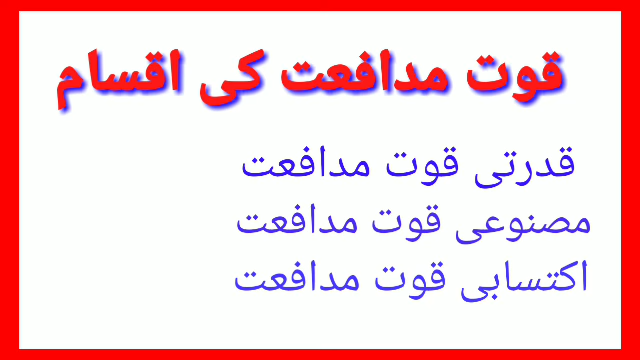 قوت مدافعت کی اقسام
قدرتی قوت مدافعت
مصنوعی قوت مدافعت
اکتسابی قوت مدافعت